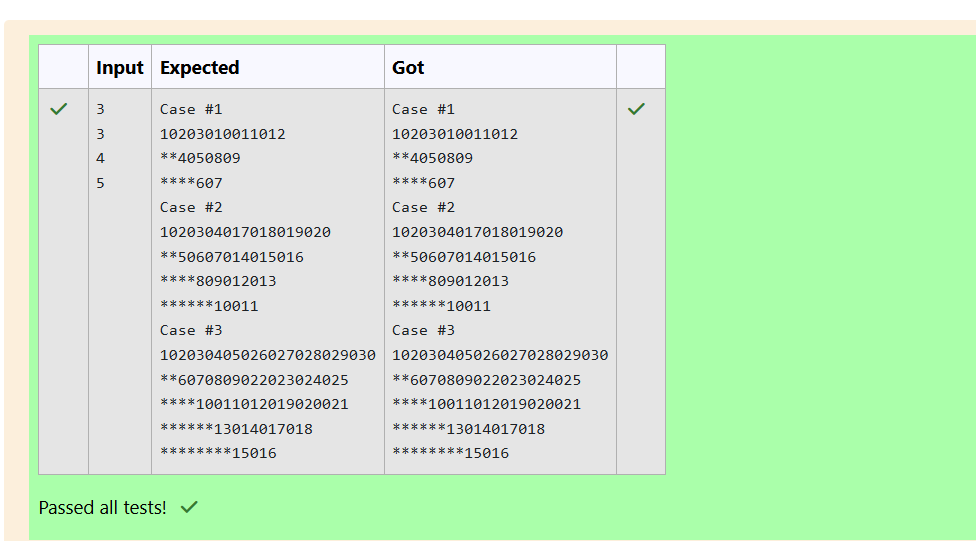 Input Expected Got
3 Case #1 Case #1
3 10203010011012 10203010011012
4 **4050809 **4050809
5 ****607 ****607
Case #2 Case #2
1020304017018019020 1020304017018019020
**50607014015016 **50607014015016
****809012013 ****809012013
******10011 ******10011
Case #3 Case #3
102030405026027028029030 102030405026027028029030
**6070809022023024025 **6070809022023024025
****10011012019020021 ****10011012019020021
******13014017018 ******13014017018
********15016 ********15016
Passed all tests!